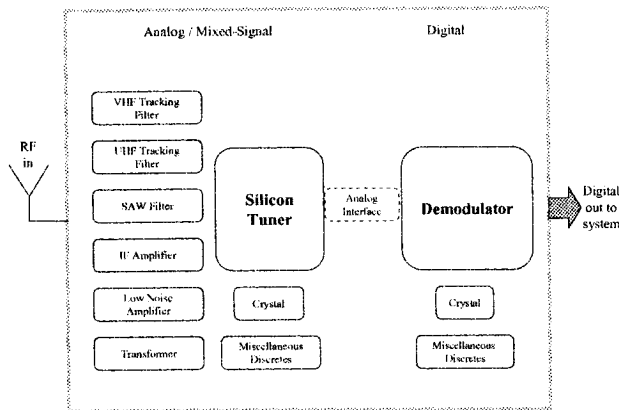 Analog / Mixed-Signal
Digital
VHF Tracking
Filter
UHF Tracking
Filter
SAW Filter
IF Amplifier
Low Noise
Amplifier
Transformer
RF
in
Silicon
Tuner
Analog
Interface
Demodulator
Digital
out to
system
Crystal
Miscellaneous
Discretes
Crystal
Miscellaneous
Discretes